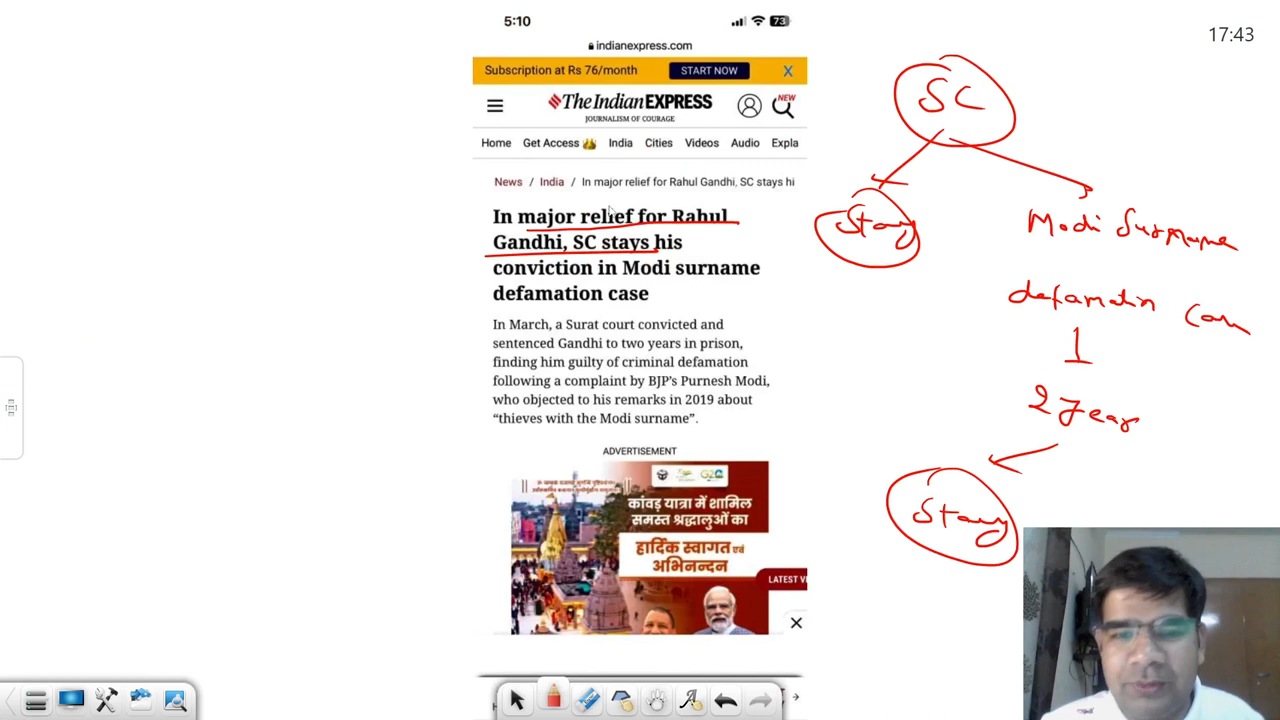 5:10
73
17:43
indianexpress.com
Subscription at Rs 76/month START NOW X
The Indian EXPRESS
JOURNALISM OF COURAGE
NEW
Home Get Access India Cities Videos Audio Expla
News / India / In major relief for Rahul Gandhi, SC stays hi
In major relief for Rahul
Gandhi, SC stays his
conviction in Modi surname
defamation case
In March, a Surat court convicted and
sentenced Gandhi to two years in prison,
finding him guilty of criminal defamation
following a complaint by BJP's Purnesh Modi,
who objected to his remarks in 2019 about
“thieves with the Modi surname”.
ADVERTISEMENT
G20
कांवड़ यात्रा में शामिल
समस्त श्रद्धालुओं का
हार्दिक स्वागत एवं
अभिनन्दन
LATEST VI
SC
Stay
Modi Surname
defamation
2 year
Stay